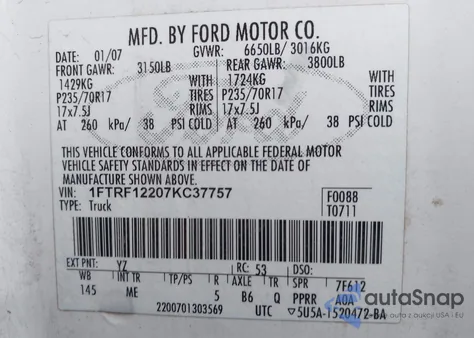 MFD. BY FORD MOTOR CO.
DATE: 01/07 GVWR: 6650LB/ 3016KG
FRONT GAWR: 3150LB REAR GAWR: 3800LB
1429KG WITH 1724KG WITH
P235/70R17 TIRES P235/70R17 TIRES
17x7.5J RIMS 17x7.5J RIMS
AT 260 kPa/ 38 PSI COLD AT 260 kPa/ 38 PSI COLD
THIS VEHICLE CONFORMS TO ALL APPLICABLE FEDERAL MOTOR
VEHICLE SAFETY STANDARDS IN EFFECT ON THE DATE OF
MANUFACTURE SHOWN ABOVE.
VIN: 1FTRF12207KC37757 F0088
TYPE: Truck T0711
EXT PNT: YZ RC: 53 DSO:
WB INT TR TP/PS R AXLE TR SPR 7F612
145 ME 5 B6 Q PPRR A0A
2200701303569 UTC 5U5A-1520472-BA
Ford
autoSnap